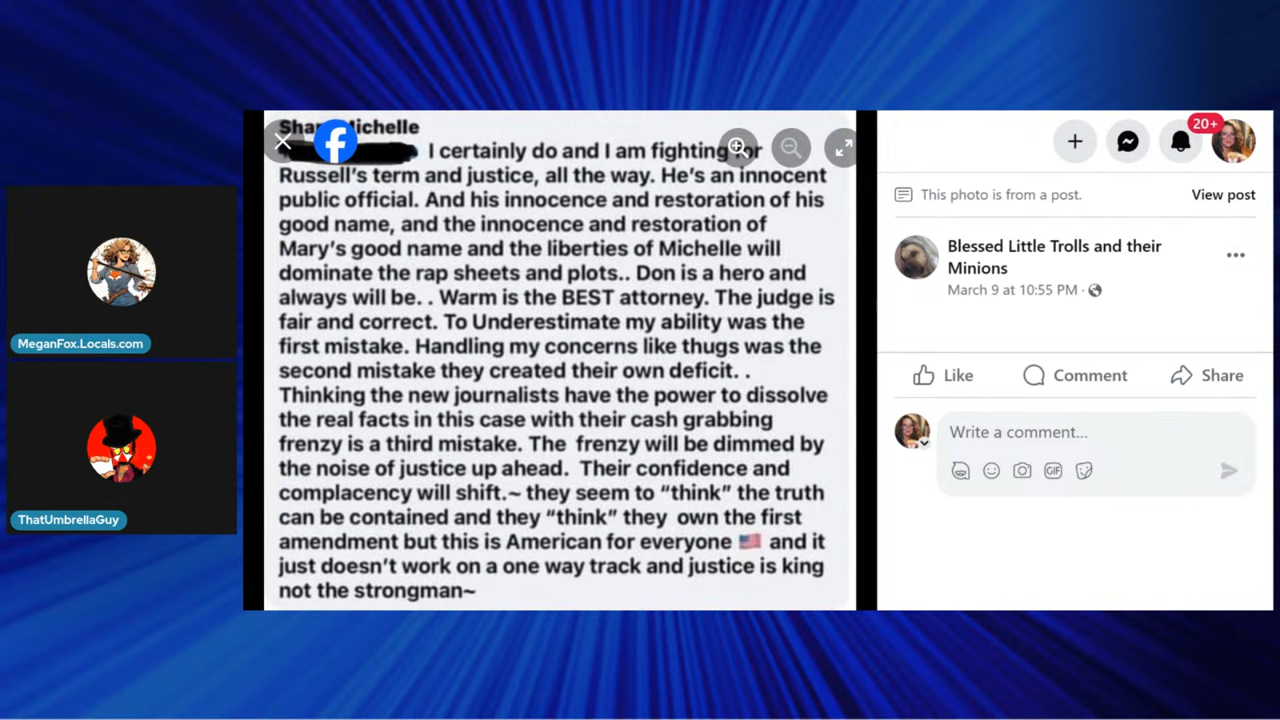 MeganFox.Locals.com
ThatUmbrellaGuy
Michelle
I certainly do and I am fighting for
Russell's term and justice, all the way. He's an innocent
public official. And his innocence and restoration of his
good name, and the innocence and restoration of
Mary's good name and the liberties of Michelle will
dominate the rap sheets and plots.. Don is a hero and
always will be. . Warm is the BEST attorney. The judge is
fair and correct. To Underestimate my ability was the
first mistake. Handling my concerns like thugs was the
second mistake they created their own deficit. .
Thinking the new journalists have the power to dissolve
the real facts in this case with their cash grabbing
frenzy is a third mistake. The frenzy will be dimmed by
the noise of justice up ahead. Their confidence and
complacency will shift.~ they seem to “think” the truth
can be contained and they “think” they own the first
amendment but this is American for everyone 🇺🇸 and it
just doesn't work on a one way track and justice is king
not the strongman~
20+
This photo is from a post.
View post
Blessed Little Trolls and their
Minions
March 9 at 10:55 PM ·
Like
Comment
Share
Write a comment...
GIF